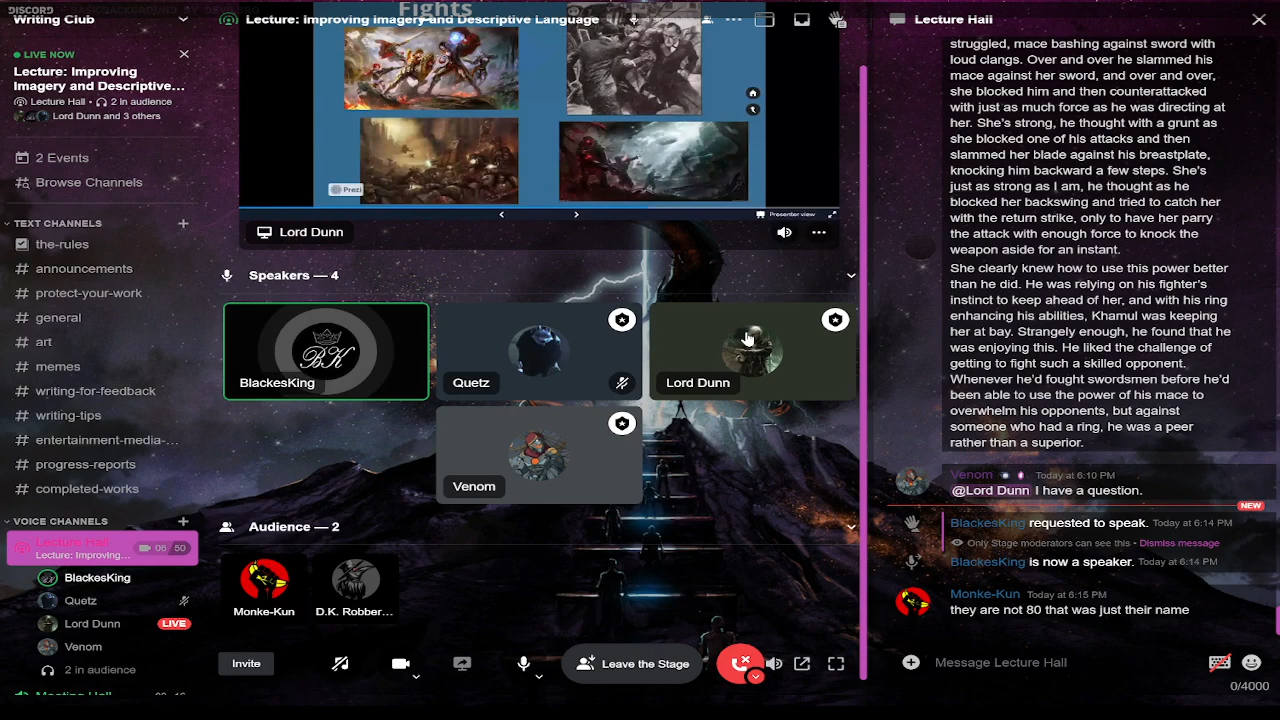 DISCORD
Writing Club
LIVE NOW
Lecture: Improving
Imagery and Descriptive...
Lecture Hall • 2 in audience
Lord Dunn and 3 others
2 Events
Browse Channels
TEXT CHANNELS
the-rules
announcements
protect-your-work
general
art
memes
writing-for-feedback
writing-tips
entertainment-media-...
progress-reports
completed-works
VOICE CHANNELS
Lecture Hall
Lecture: Improving...
06 50
BlackesKing
Quetz
Lord Dunn
LIVE
Venom
2 in audience
Meeting Hall
Lecture: Improving Imagery and Descriptive Language
Fights
Prezi
Presenter view
Lord Dunn
Speakers — 4
BK
BlackesKing
Quetz
Lord Dunn
Venom
Audience — 2
Monke-Kun
D.K. Robber...
Invite
Leave the Stage
Lecture Hall
struggled, mace bashing against sword with
loud clangs. Over and over he slammed his
mace against her sword, and over and over,
she blocked him and then counterattacked
with just as much force as he was directing at
her. She's strong, he thought with a grunt as
she blocked one of his attacks and then
slammed her blade against his breastplate,
knocking him backward a few steps. She's
just as strong as I am, he thought as he
blocked her backswing and tried to catch her
with the return strike, only to have her parry
the attack with enough force to knock the
weapon aside for an instant.
She clearly knew how to use this power better
than he did. He was relying on his fighter's
instinct to keep ahead of her, and with his ring
enhancing his abilities, Khamul was keeping
her at bay. Strangely enough, he found that he
was enjoying this. He liked the challenge of
getting to fight such a skilled opponent.
Whenever he'd fought swordsmen before he'd
been able to use the power of his mace to
overwhelm his opponents, but against
someone who had a ring, he was a peer
rather than a superior.
Venom Today at 6:10 PM
@Lord Dunn I have a question.
NEW
BlackesKing requested to speak. Today at 6:14 PM
Only Stage moderators can see this • Dismiss message
BlackesKing is now a speaker. Today at 6:14 PM
Monke-Kun Today at 6:15 PM
they are not 80 that was just their name
Message Lecture Hall
0/4000